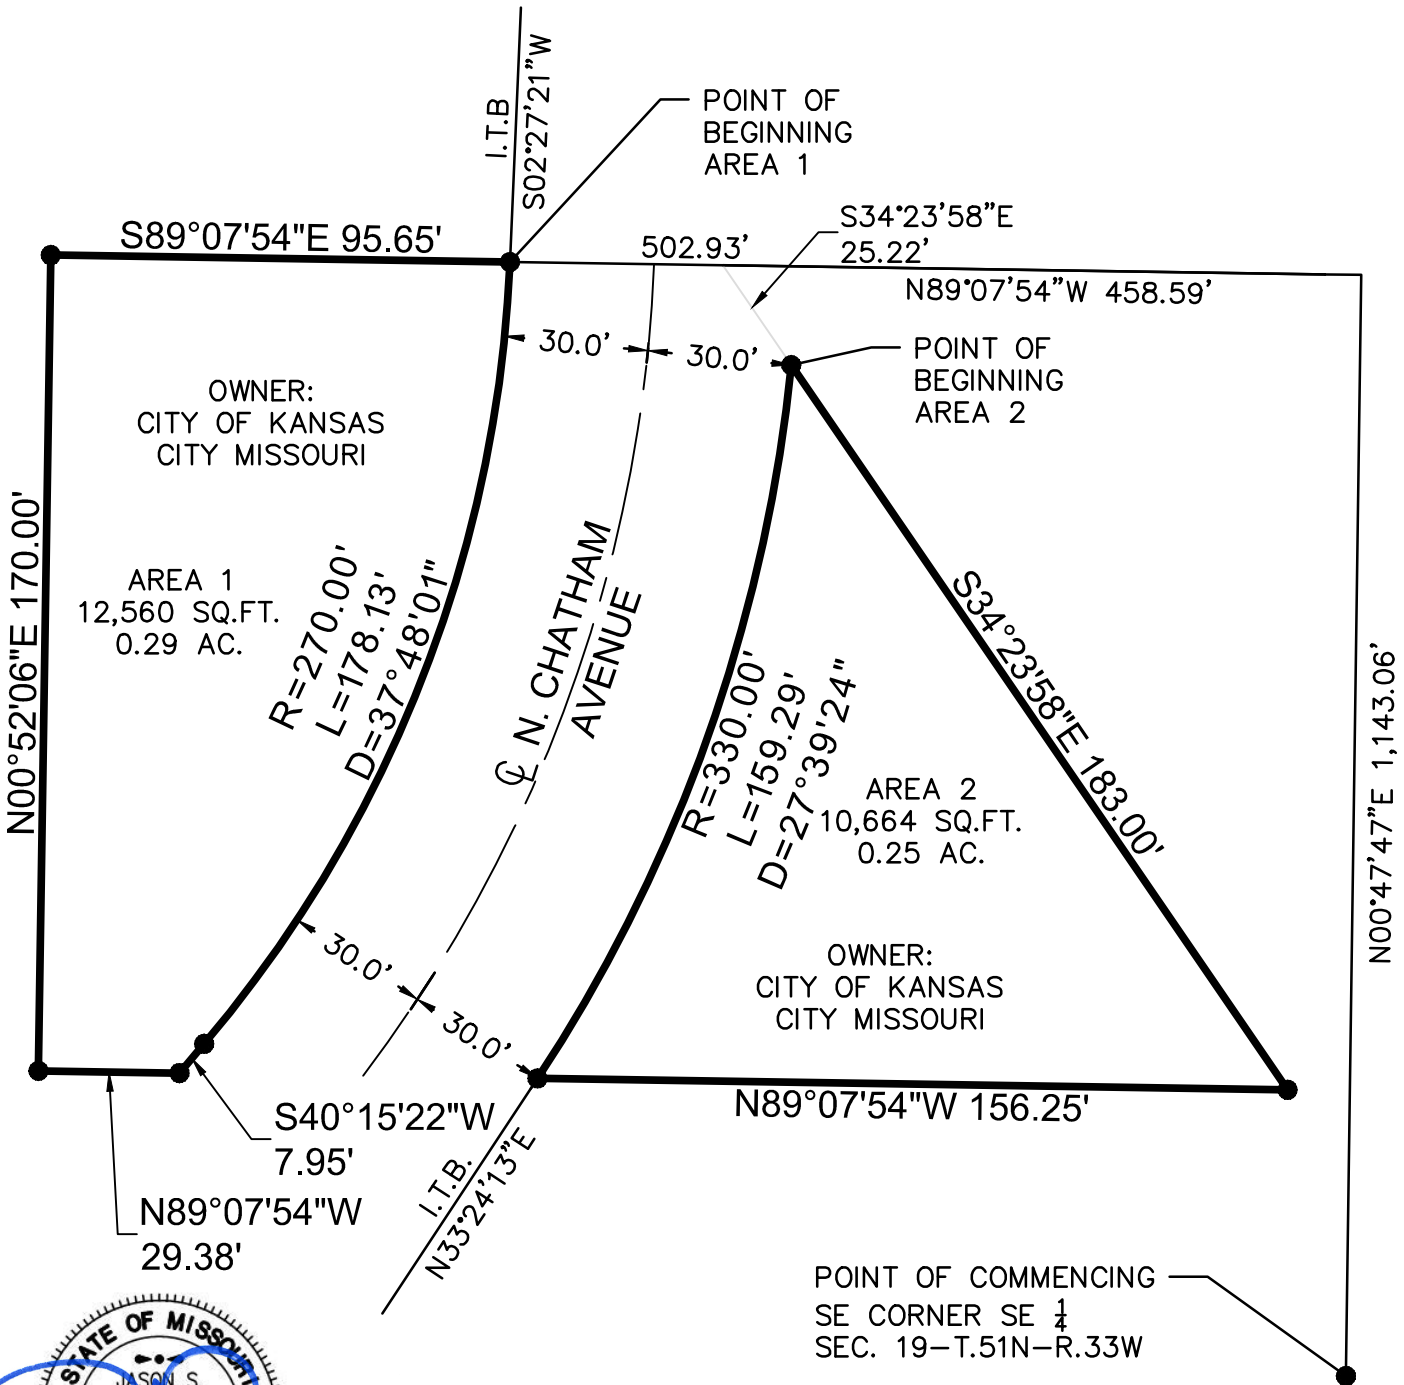 I.T.B
S02°27'21"W
POINT OF
BEGINNING
AREA 1
S89°07'54"E 95.65'
502.93'
S34°23'58"E
25.22'
N89°07'54"W 458.59'
30.0'
30.0'
POINT OF
BEGINNING
AREA 2
OWNER:
CITY OF KANSAS
CITY MISSOURI
N00°52'06"E 170.00'
AREA 1
12,560 SQ.FT.
0.29 AC.
R=270.00'
L=178.13'
D=37°48'01"
℄ N. CHATHAM
AVENUE
R=330.00'
L=159.29'
D=27°39'24"
S34°23'58"E 183.00'
AREA 2
10,664 SQ.FT.
0.25 AC.
N00°47'47"E 1,143.06'
OWNER:
CITY OF KANSAS
CITY MISSOURI
30.0'
30.0'
N89°07'54"W 156.25'
S40°15'22"W
7.95'
I.T.B.
N33°24'13"E
N89°07'54"W
29.38'
POINT OF COMMENCING
SE CORNER SE 1/4
SEC. 19-T.51N-R.33W
STATE OF MISSOURI
JASON S.